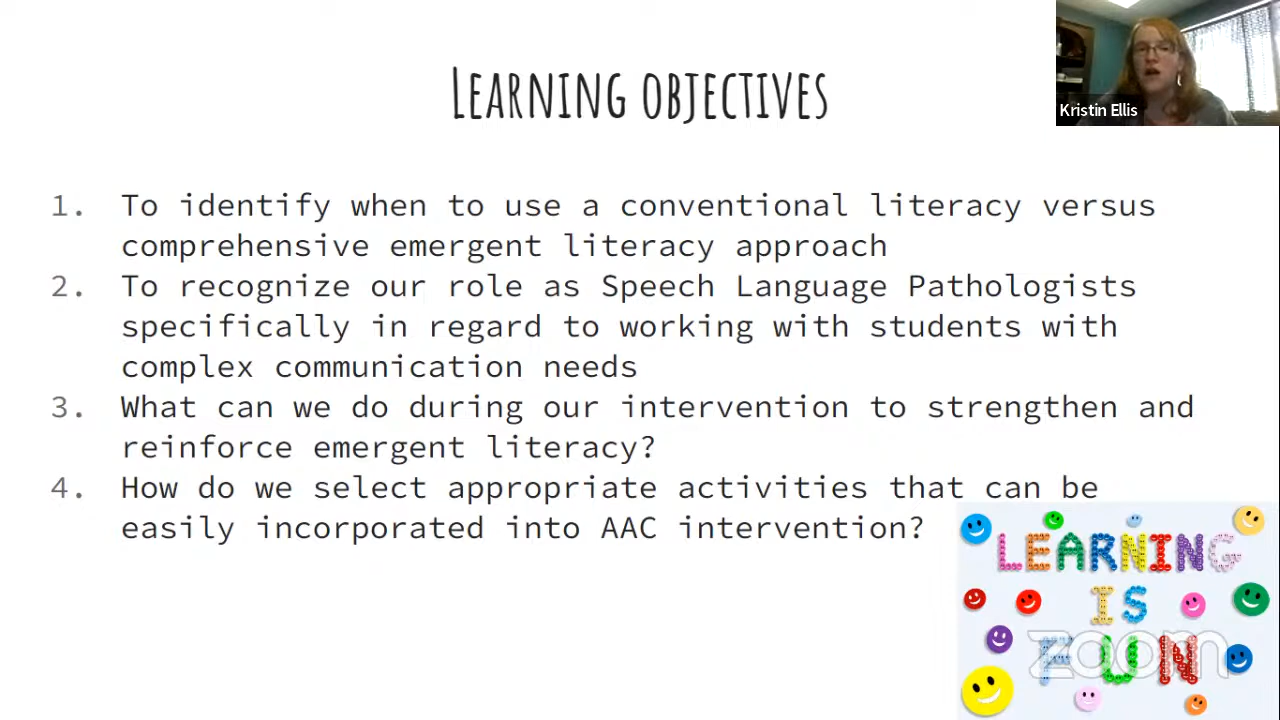 Learning objectives
Kristin Ellis
1. To identify when to use a conventional literacy versus
comprehensive emergent literacy approach
2. To recognize our role as Speech Language Pathologists
specifically in regard to working with students with
complex communication needs
3. What can we do during our intervention to strengthen and
reinforce emergent literacy?
4. How do we select appropriate activities that can be
easily incorporated into AAC intervention?
LEARNING
IS
FUN
zoom